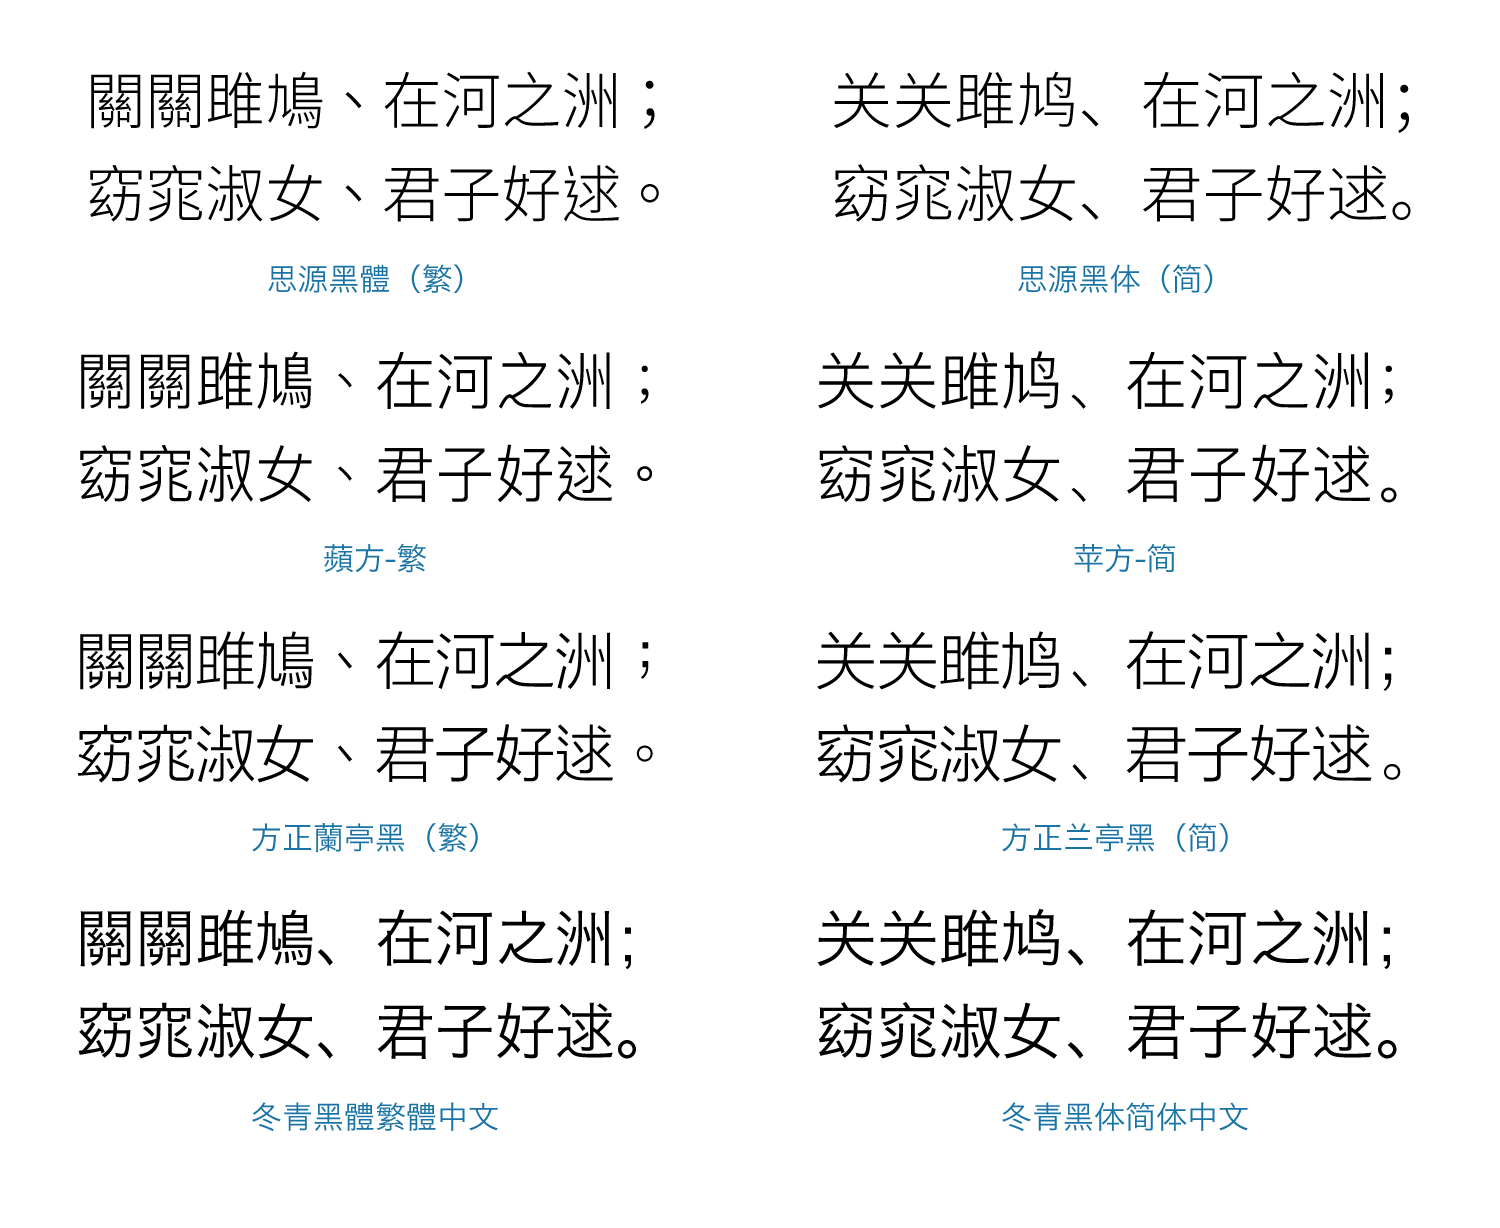 關關雎鳩、在河之洲；
窈窕淑女、君子好逑。
思源黑體（繁）
关关雎鸠、在河之洲；
窈窕淑女、君子好逑。
思源黑体（简）
關關雎鳩、在河之洲；
窈窕淑女、君子好逑。
蘋方-繁
关关雎鸠、在河之洲；
窈窕淑女、君子好逑。
苹方-简
關關雎鳩、在河之洲；
窈窕淑女、君子好逑。
方正蘭亭黑（繁）
关关雎鸠、在河之洲；
窈窕淑女、君子好逑。
方正兰亭黑（简）
關關雎鳩、在河之洲；
窈窕淑女、君子好逑。
冬青黑體繁體中文
关关雎鸠、在河之洲；
窈窕淑女、君子好逑。
冬青黑体简体中文